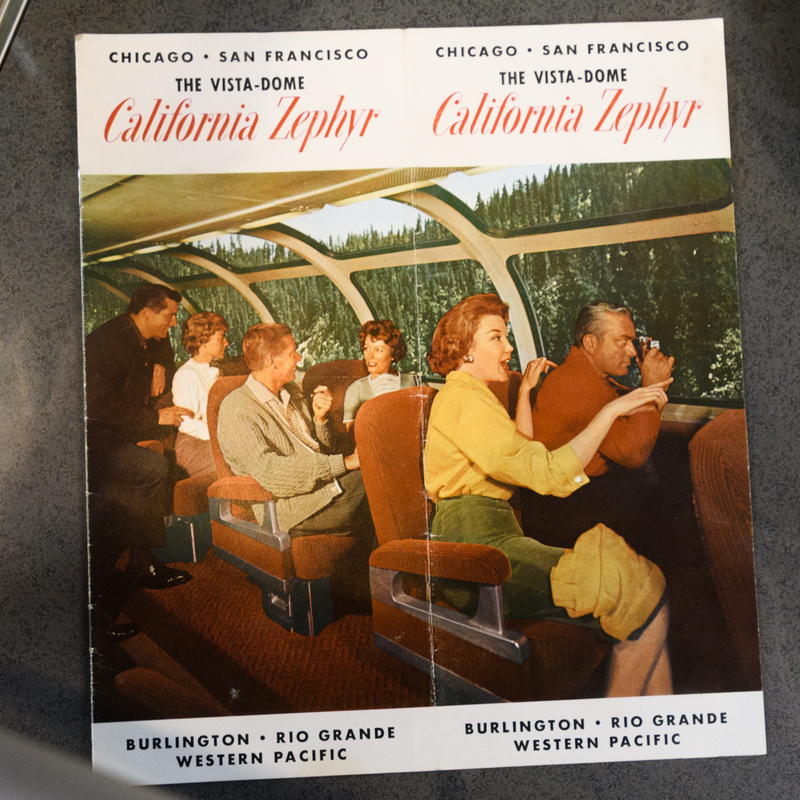 CHICAGO • SAN FRANCISCO
THE VISTA-DOME
California Zephyr
CHICAGO • SAN FRANCISCO
THE VISTA-DOME
California Zephyr
BURLINGTON • RIO GRANDE
WESTERN PACIFIC
BURLINGTON • RIO GRANDE
WESTERN PACIFIC